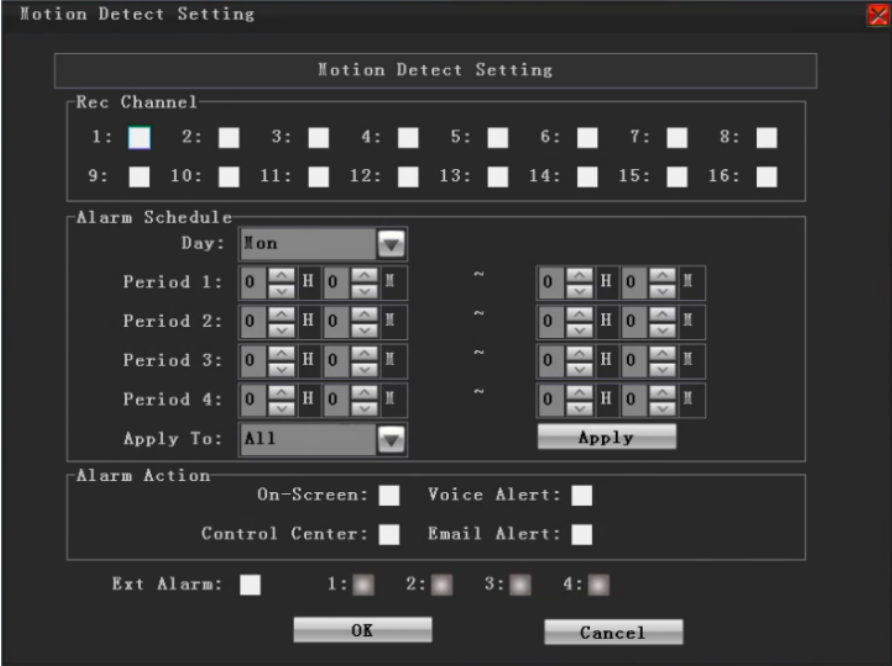 Motion Detect Setting
Motion Detect Setting
Rec Channel
1: 2: 3: 4: 5: 6: 7: 8:
9: 10: 11: 12: 13: 14: 15: 16:
Alarm Schedule
Day: Mon
Period 1: 0 H 0 M ~ 0 H 0 M
Period 2: 0 H 0 M ~ 0 H 0 M
Period 3: 0 H 0 M ~ 0 H 0 M
Period 4: 0 H 0 M ~ 0 H 0 M
Apply To: All Apply
Alarm Action
On-Screen: Voice Alert:
Control Center: Email Alert:
Ext Alarm: 1: 2: 3: 4:
OK Cancel